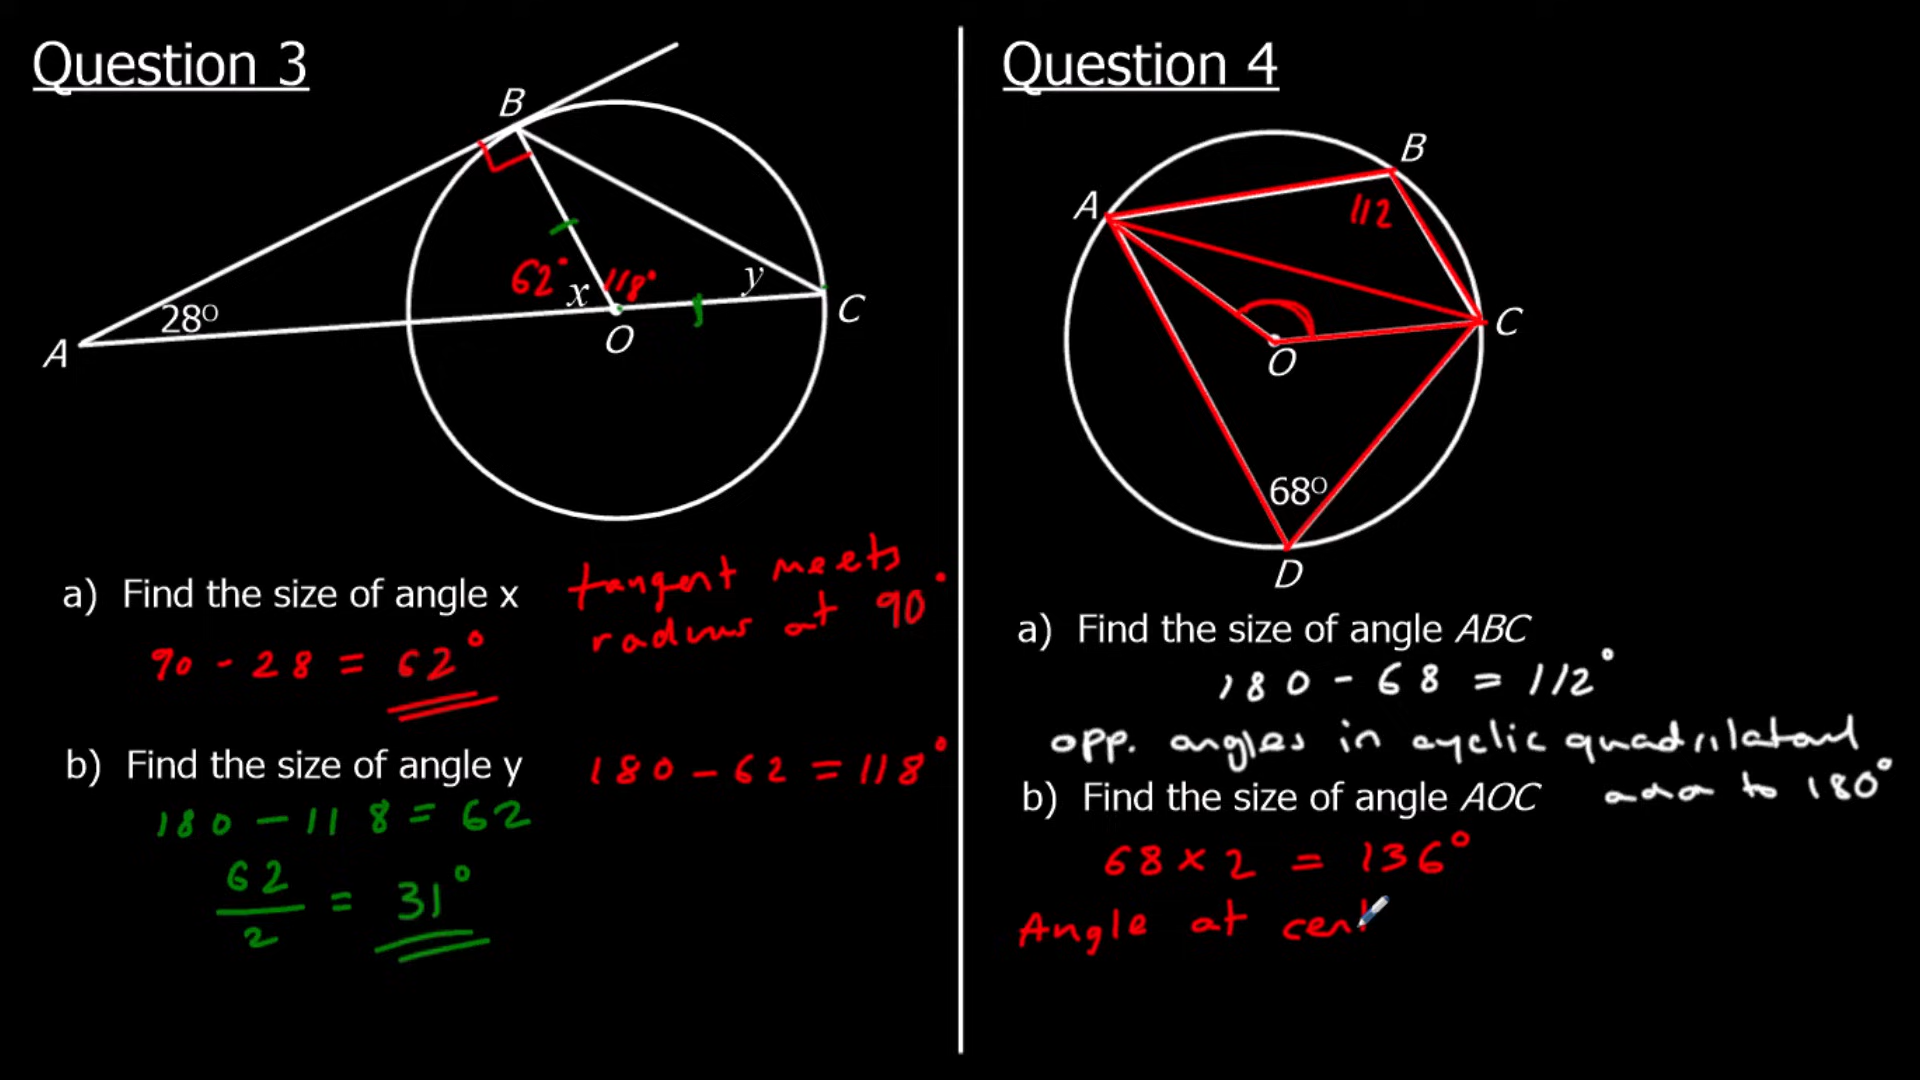 Question 3
B
28º
62° x 118° y
A
O
C
a) Find the size of angle x
tangent meets
radius at 90°
90 - 28 = 62°
b) Find the size of angle y
180 - 62 = 118°
180 - 118 = 62
62
2
= 31°
Question 4
B
A
112
C
O
68º
D
a) Find the size of angle ABC
180 - 68 = 112°
opp. angles in cyclic quadrilateral
add to 180°
b) Find the size of angle AOC
68 × 2 = 136°
Angle at cent